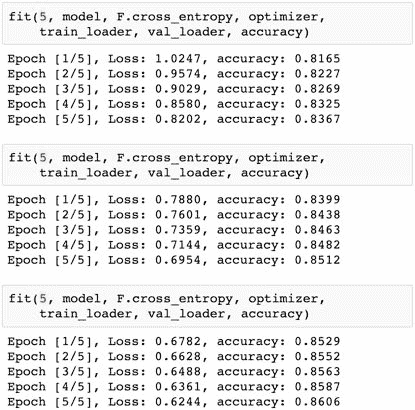 fit(5, model, F.cross_entropy, optimizer,
train_loader, val_loader, accuracy)
Epoch [1/5], Loss: 1.0247, accuracy: 0.8165
Epoch [2/5], Loss: 0.9574, accuracy: 0.8227
Epoch [3/5], Loss: 0.9029, accuracy: 0.8269
Epoch [4/5], Loss: 0.8580, accuracy: 0.8325
Epoch [5/5], Loss: 0.8202, accuracy: 0.8367
fit(5, model, F.cross_entropy, optimizer,
train_loader, val_loader, accuracy)
Epoch [1/5], Loss: 0.7880, accuracy: 0.8399
Epoch [2/5], Loss: 0.7601, accuracy: 0.8438
Epoch [3/5], Loss: 0.7359, accuracy: 0.8463
Epoch [4/5], Loss: 0.7144, accuracy: 0.8482
Epoch [5/5], Loss: 0.6954, accuracy: 0.8512
fit(5, model, F.cross_entropy, optimizer,
train_loader, val_loader, accuracy)
Epoch [1/5], Loss: 0.6782, accuracy: 0.8529
Epoch [2/5], Loss: 0.6628, accuracy: 0.8552
Epoch [3/5], Loss: 0.6488, accuracy: 0.8563
Epoch [4/5], Loss: 0.6361, accuracy: 0.8587
Epoch [5/5], Loss: 0.6244, accuracy: 0.8606